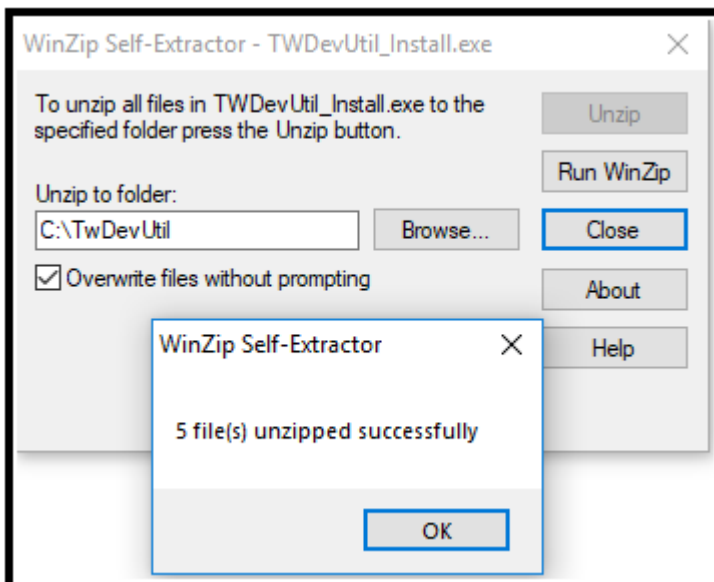 WinZip Self-Extractor - TWDevUtil_Install.exe
To unzip all files in TWDevUtil_Install.exe to the
specified folder press the Unzip button.
Unzip
Run WinZip
Unzip to folder:
C:\TwDevUtil
Browse...
Close
Overwrite files without prompting
About
WinZip Self-Extractor
Help
5 file(s) unzipped successfully
OK